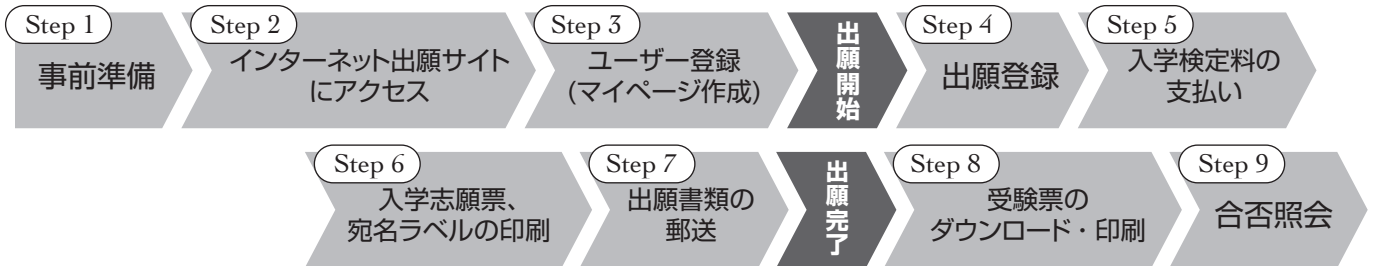 Step 1
事前準備
Step 2
インターネット出願サイト
にアクセス
Step 3
ユーザー登録
(マイページ作成)
出願開始
Step 4
出願登録
Step 5
入学検定料の
支払い
Step 6
入学志願票、
宛名ラベルの印刷
Step 7
出願書類の
郵送
出願完了
Step 8
受験票の
ダウンロード・印刷
Step 9
合否照会